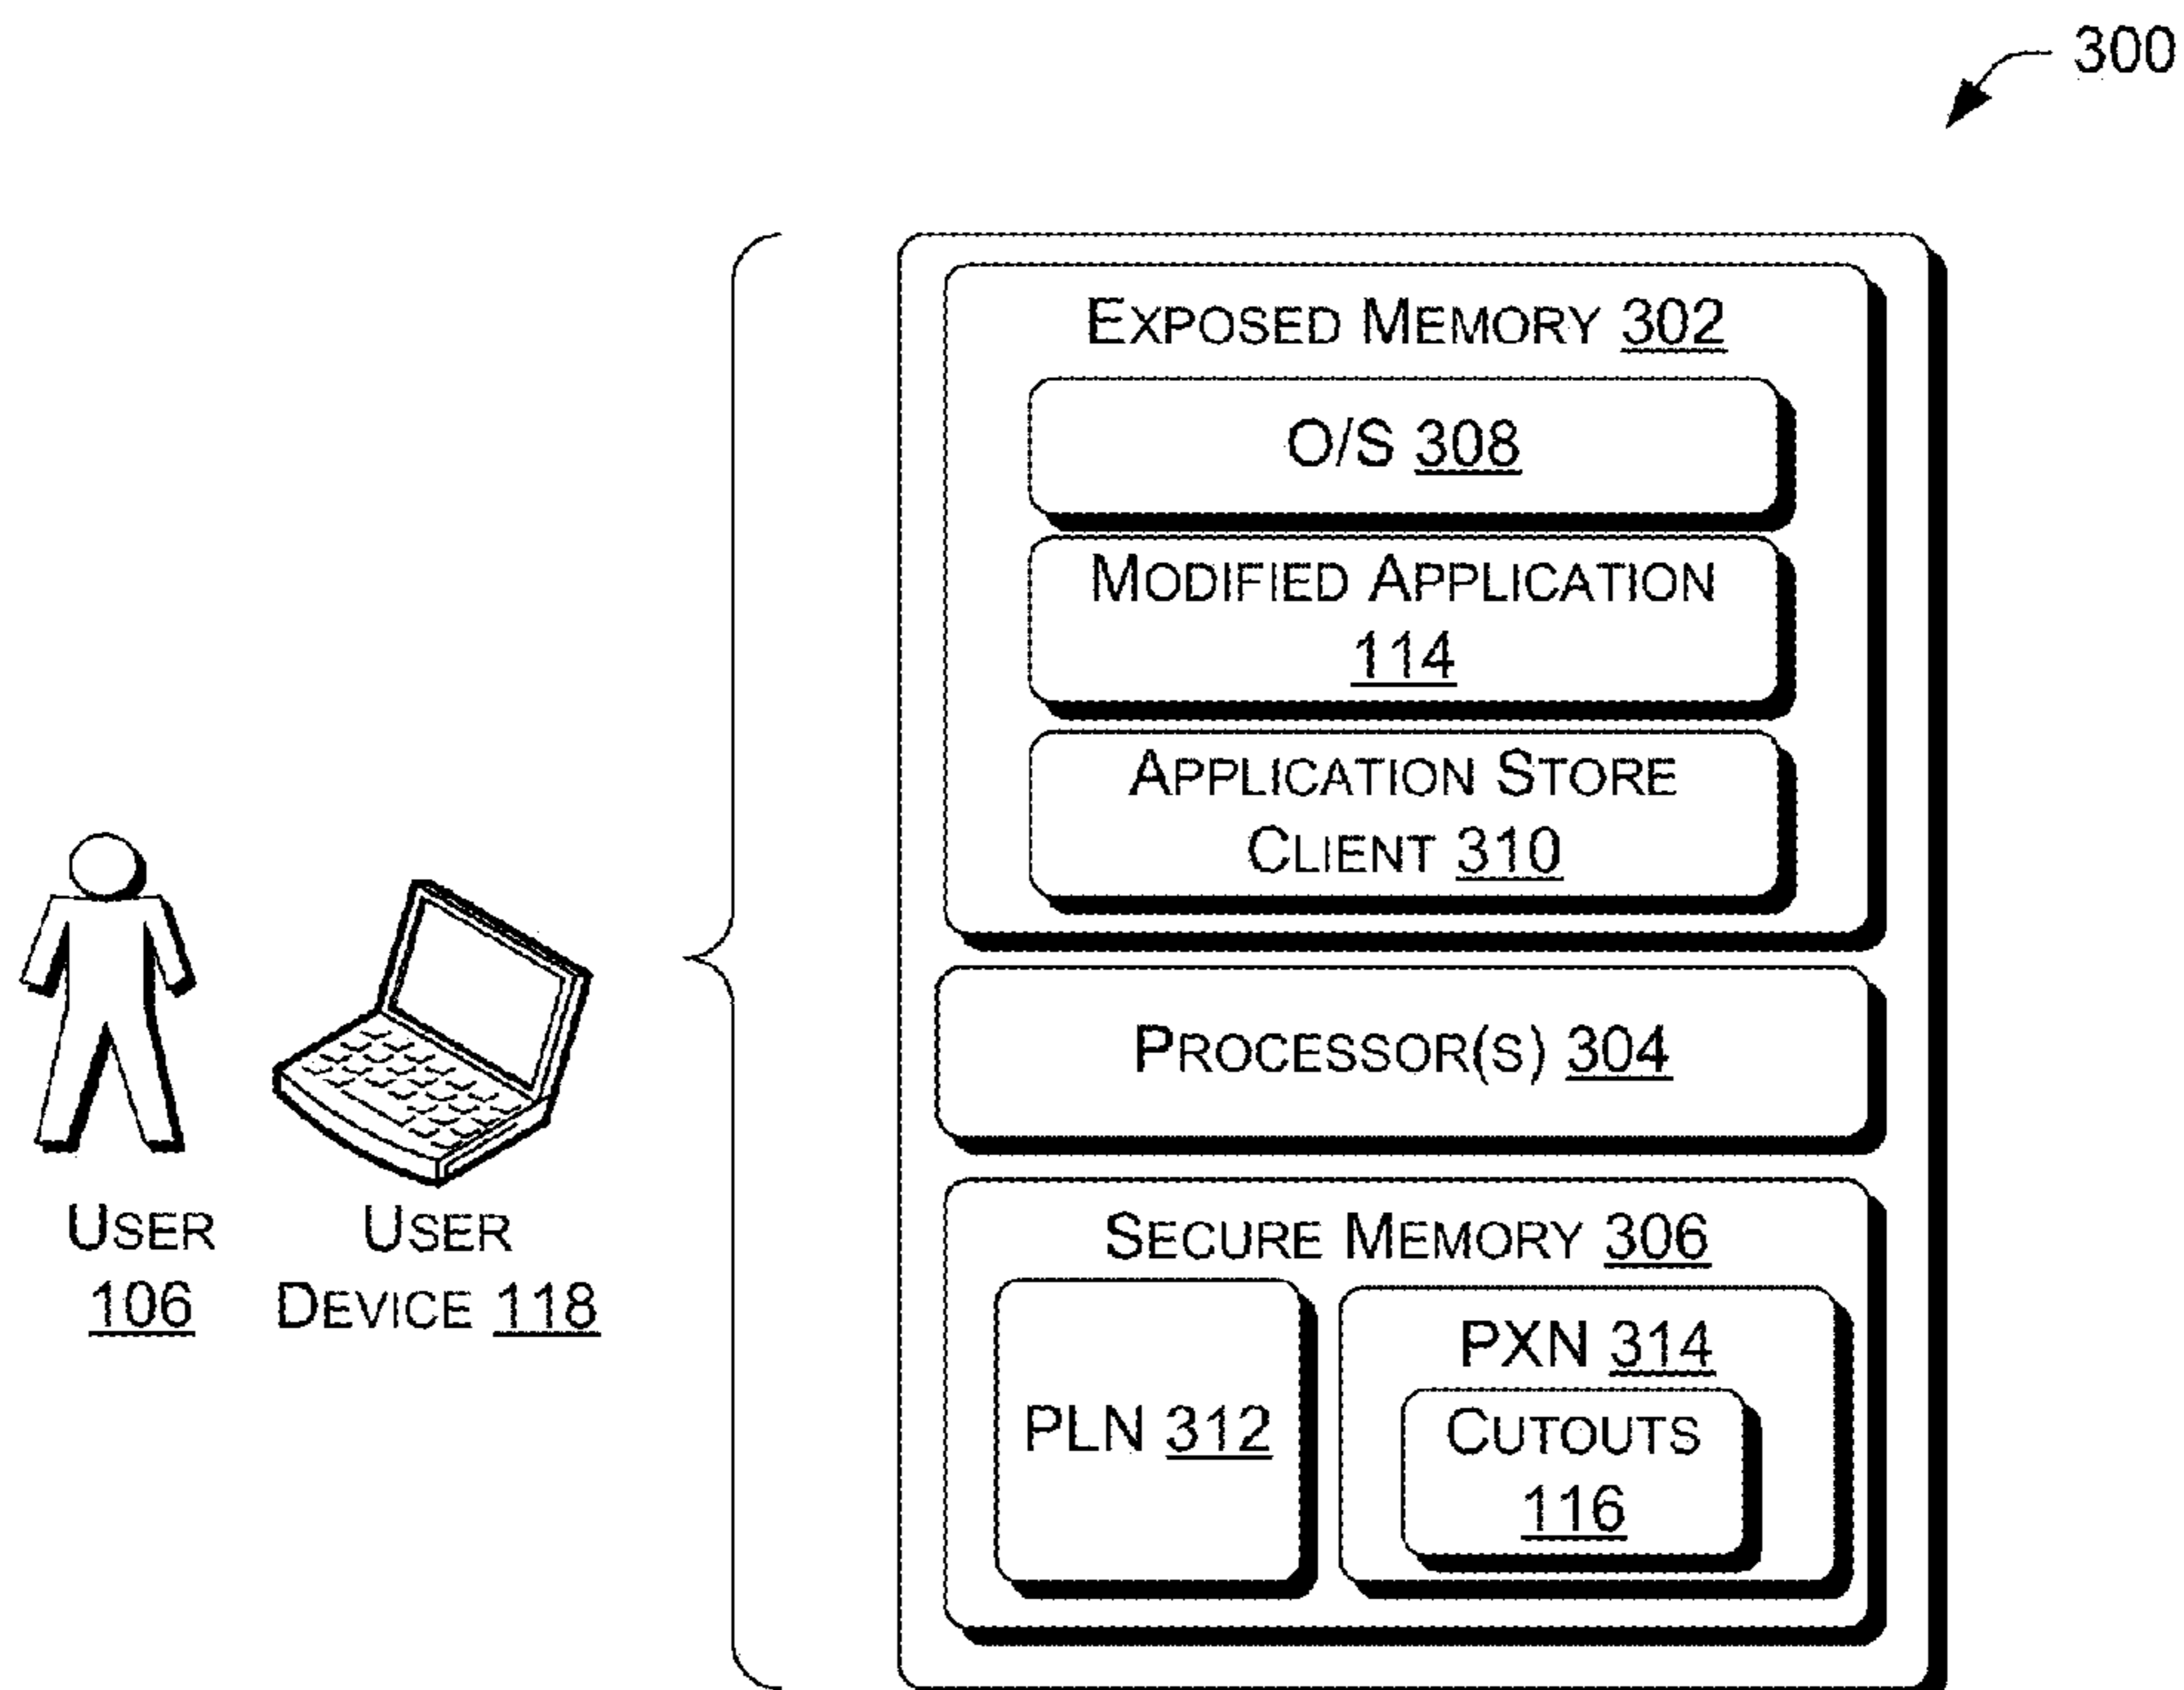 300
EXPOSED MEMORY 302
O/S 308
MODIFIED APPLICATION
114
APPLICATION STORE
CLIENT 310
PROCESSOR(S) 304
USER
106
USER
DEVICE 118
SECURE MEMORY 306
PLN 312
PXN 314
CUTOUTS
116